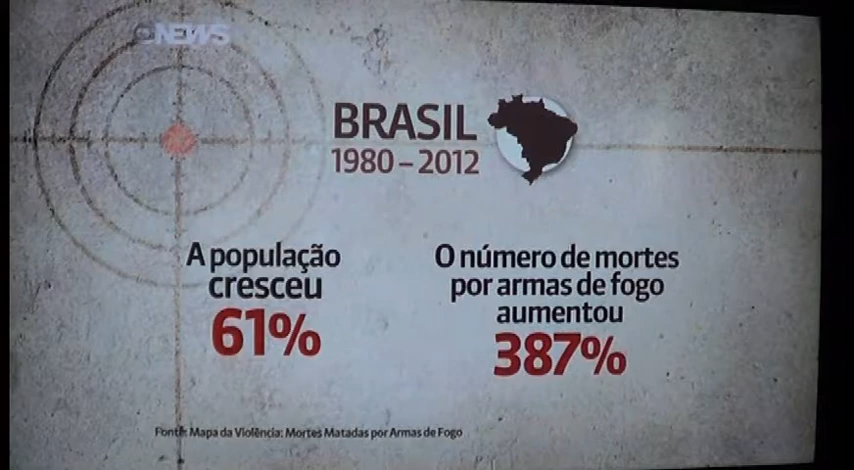 NEWS
BRASIL
1980 – 2012
A população
cresceu
61%
O número de mortes
por armas de fogo
aumentou
387%
Fonte: Mapa da Violência: Mortes Matadas por Armas de Fogo